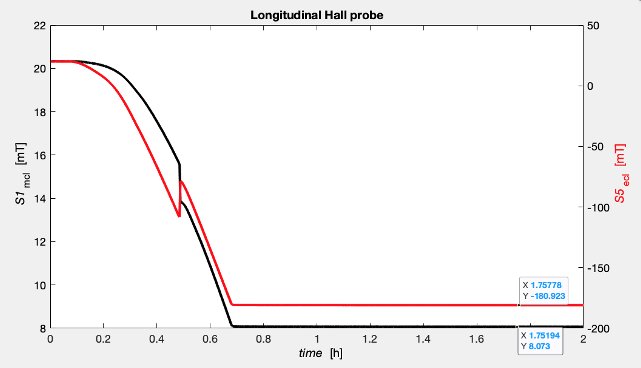 Longitudinal Hall probe
22
20
18
16
14
12
10
8
S1 mcl [mT]
50
0
-50
-100
-150
-200
S5 ecl [mT]
X 1.75778
Y -180.923
X 1.75194
Y 8.073
0 0.2 0.4 0.6 0.8 1 1.2 1.4 1.6 1.8 2
time [h]